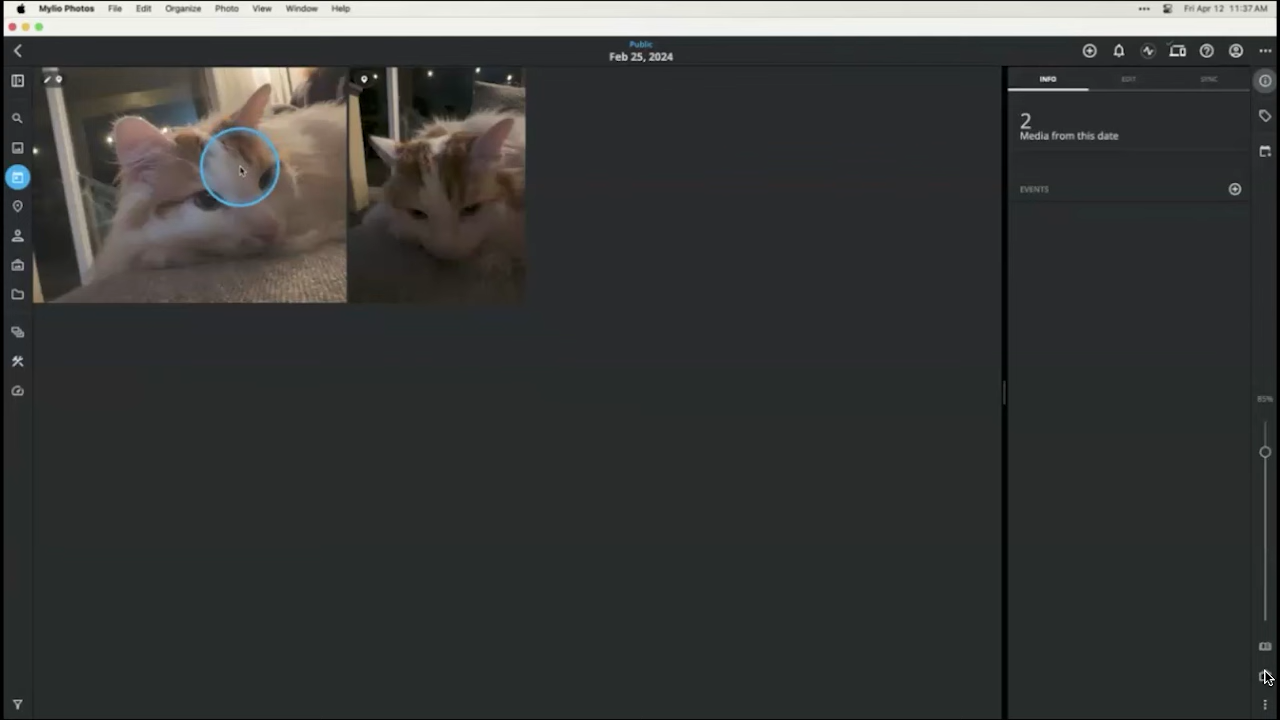 Mylio Photos File Edit Organize Photo View Window Help Fri Apr 12 11:37 AM
Public
Feb 25, 2024
INFO EDIT SYNC
2
Media from this date
EVENTS
85%